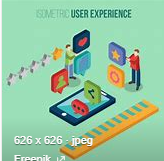 ISOMETRIC USER EXPERIENCE
626 x 626 · jpeg
Freepik